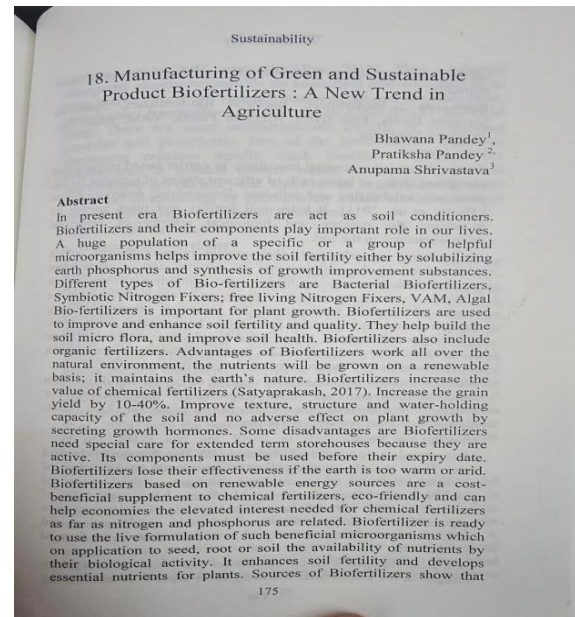 Sustainability
18. Manufacturing of Green and Sustainable
Product Biofertilizers : A New Trend in
Agriculture
Bhawana Pandey¹,
Pratiksha Pandey ²·
Anupama Shrivastava³
Abstract
In present era Biofertilizers are act as soil conditioners.
Biofertilizers and their components play important role in our lives.
A huge population of a specific or a group of helpful
microorganisms helps improve the soil fertility either by solubilizing
earth phosphorus and synthesis of growth improvement substances.
Different types of Bio-fertilizers are Bacterial Biofertilizers,
Symbiotic Nitrogen Fixers; free living Nitrogen Fixers, VAM, Algal
Bio-fertilizers is important for plant growth. Biofertilizers are used
to improve and enhance soil fertility and quality. They help build the
soil micro flora, and improve soil health. Biofertilizers also include
organic fertilizers. Advantages of Biofertilizers work all over the
natural environment, the nutrients will be grown on a renewable
basis; it maintains the earth's nature. Biofertilizers increase the
value of chemical fertilizers (Satyaprakash, 2017). Increase the grain
yield by 10-40%. Improve texture, structure and water-holding
capacity of the soil and no adverse effect on plant growth by
secreting growth hormones. Some disadvantages are Biofertilizers
need special care for extended term storehouses because they are
active. Its components must be used before their expiry date.
Biofertilizers lose their effectiveness if the earth is too warm or arid.
Biofertilizers based on renewable energy sources are a cost-
beneficial supplement to chemical fertilizers, eco-friendly and can
help economies the elevated interest needed for chemical fertilizers
as far as nitrogen and phosphorus are related. Biofertilizer is ready
to use the live formulation of such beneficial microorganisms which
on application to seed, root or soil the availability of nutrients by
their biological activity. It enhances soil fertility and develops
essential nutrients for plants. Sources of Biofertilizers show that
175